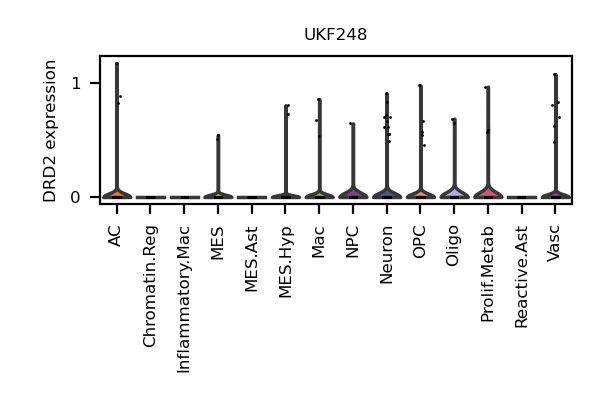 UKF248
DRD2 expression
1
0
AC
Chromatin.Reg
Inflammatory.Mac
MES
MES.Ast
MES.Hyp
Mac
NPC
Neuron
OPC
Oligo
Prolif.Metab
Reactive.Ast
Vasc